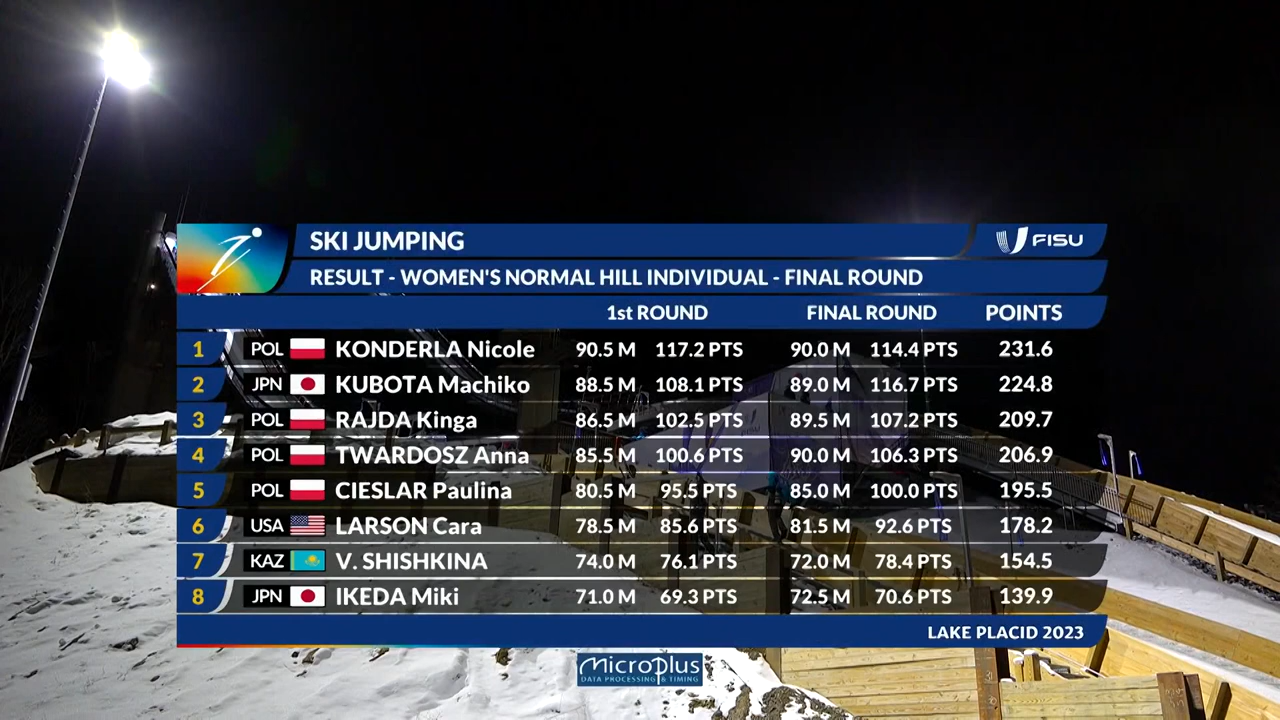 SKI JUMPING
FISU
RESULT - WOMEN'S NORMAL HILL INDIVIDUAL - FINAL ROUND
1st ROUND FINAL ROUND POINTS
1 POL KONDERLA Nicole 90.5 M 117.2 PTS 90.0 M 114.4 PTS 231.6
2 JPN KUBOTA Machiko 88.5 M 108.1 PTS 89.0 M 116.7 PTS 224.8
3 POL RAJDA Kinga 86.5 M 102.5 PTS 89.5 M 107.2 PTS 209.7
4 POL TWARDOSZ Anna 85.5 M 100.6 PTS 90.0 M 106.3 PTS 206.9
5 POL CIESLAR Paulina 80.5 M 95.5 PTS 85.0 M 100.0 PTS 195.5
6 USA LARSON Cara 78.5 M 85.6 PTS 81.5 M 92.6 PTS 178.2
7 KAZ V. SHISHKINA 74.0 M 76.1 PTS 72.0 M 78.4 PTS 154.5
8 JPN IKEDA Miki 71.0 M 69.3 PTS 72.5 M 70.6 PTS 139.9
LAKE PLACID 2023
Microplus
DATA PROCESSING & TIMING